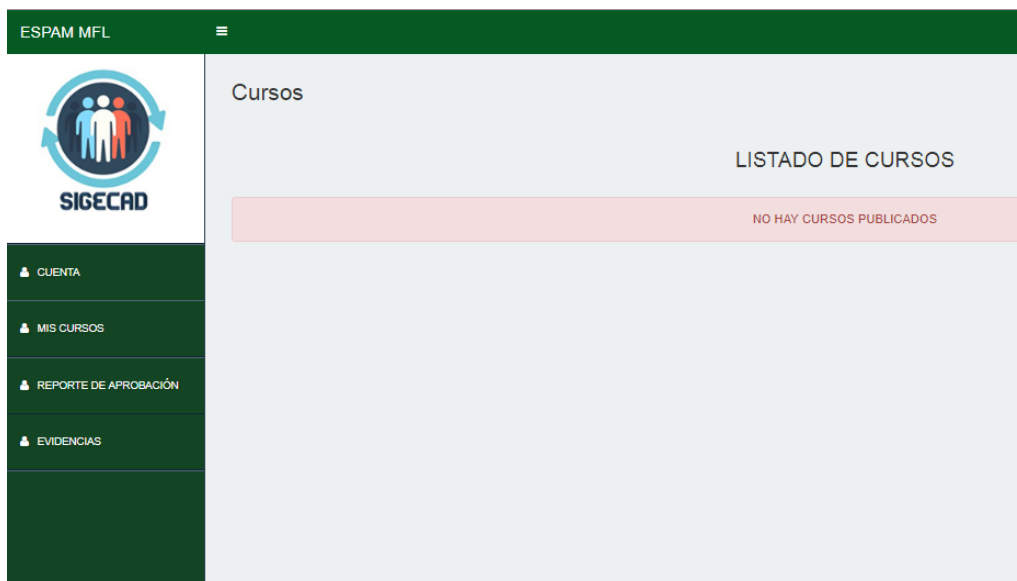 ESPAM MFL
SIGECAD
CUENTA
MIS CURSOS
REPORTE DE APROBACIÓN
EVIDENCIAS
Cursos
LISTADO DE CURSOS
NO HAY CURSOS PUBLICADOS